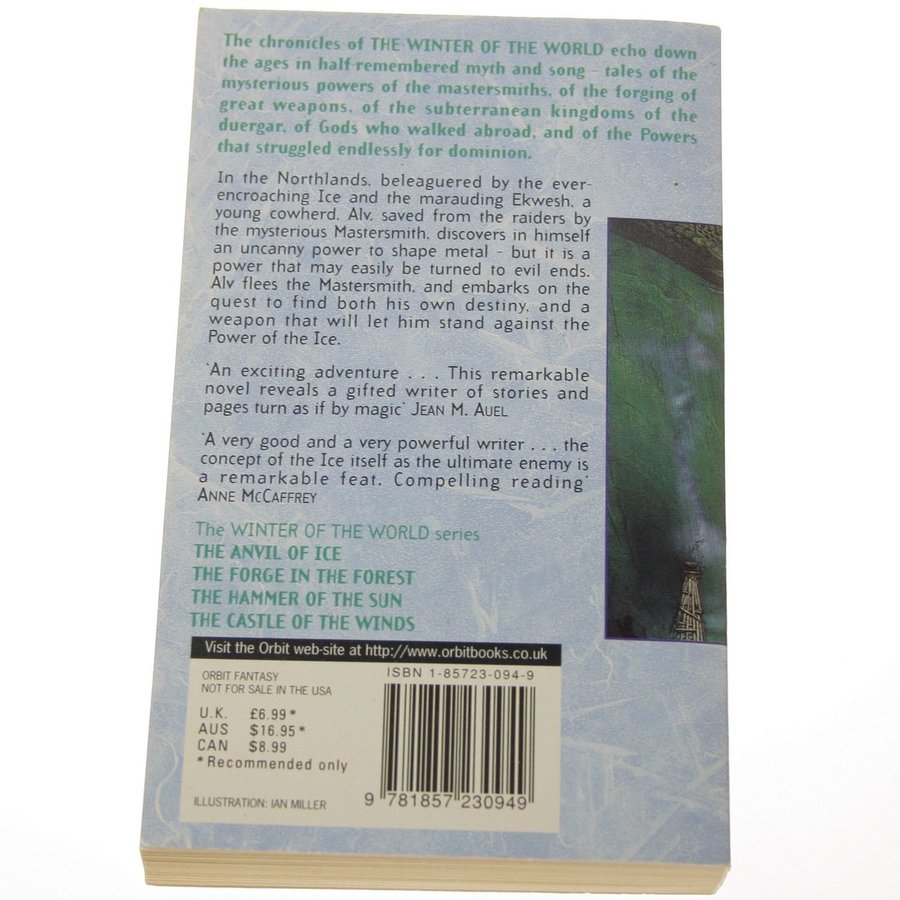 The chronicles of THE WINTER OF THE WORLD echo down
the ages in half-remembered myth and song - tales of the
mysterious powers of the mastersmiths, of the forging of
great weapons, of the subterranean kingdoms of the
duergar, of Gods who walked abroad, and of the Powers
that struggled endlessly for dominion.
In the Northlands, beleaguered by the ever-
encroaching Ice and the marauding Ekwesh, a
young cowherd, Alv, saved from the raiders by
the mysterious Mastersmith, discovers in himself
an uncanny power to shape metal - but it is a
power that may easily be turned to evil ends.
Alv flees the Mastersmith, and embarks on the
quest to find both his own destiny, and a
weapon that will let him stand against the
Power of the Ice.
'An exciting adventure . . . This remarkable
novel reveals a gifted writer of stories and
pages turn as if by magic' JEAN M. AUEL
'A very good and a very powerful writer . . . the
concept of the Ice itself as the ultimate enemy is
a remarkable feat. Compelling reading'
ANNE McCAFFREY
The WINTER OF THE WORLD series
THE ANVIL OF ICE
THE FORGE IN THE FOREST
THE HAMMER OF THE SUN
THE CASTLE OF THE WINDS
Visit the Orbit web-site at http://www.orbitbooks.co.uk
ORBIT FANTASY
NOT FOR SALE IN THE USA
U.K. £6.99*
AUS $16.95*
CAN $8.99
*Recommended only
ILLUSTRATION: IAN MILLER
ISBN 1-85723-094-9
9 781857 230949